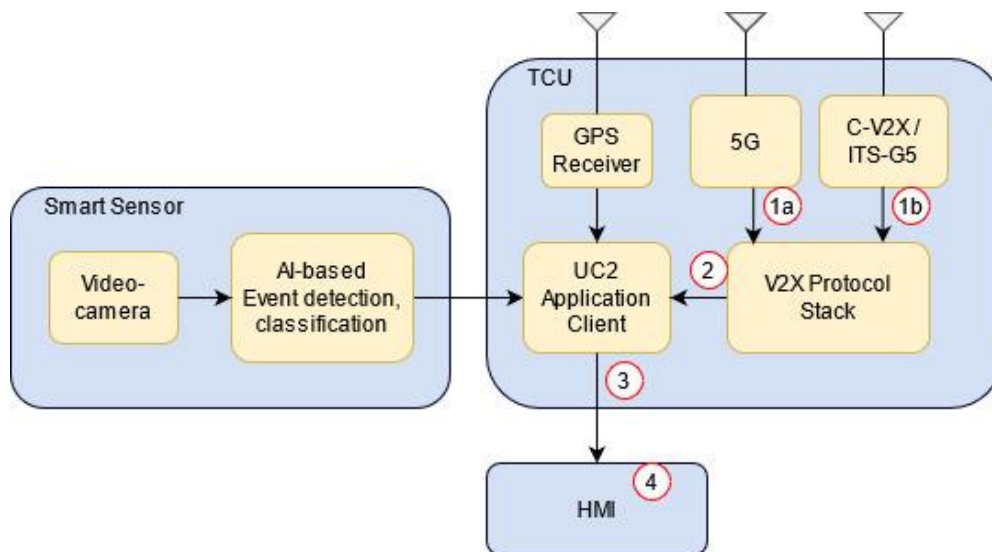 TCU
GPS
Receiver
5G
C-V2X /
ITS-G5
1a
1b
Smart Sensor
Video-
camera
AI-based
Event detection,
classification
UC2
Application
Client
2
V2X Protocol
Stack
3
4
HMI